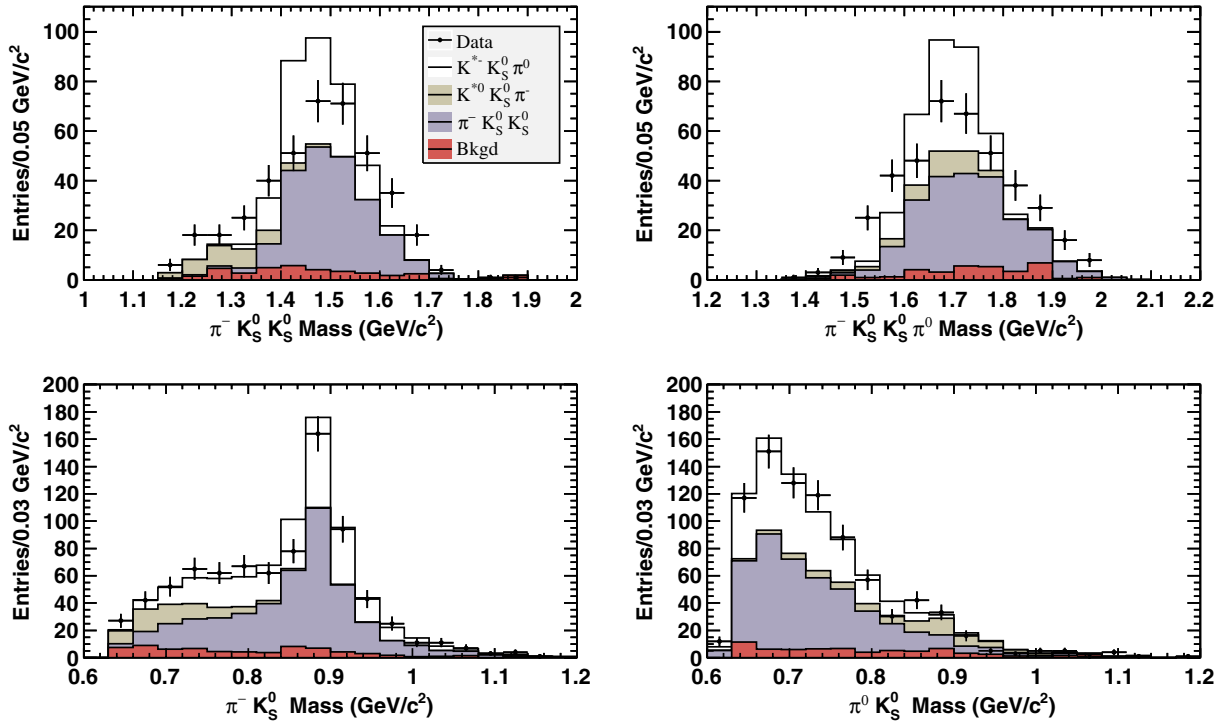 Entries/0.05 GeV/c²
100
80
60
40
20
0
Data
K*- K⁰S π⁰
K*⁰ K⁰S π⁻
π⁻ K⁰S K⁰S
Bkgd
1 1.1 1.2 1.3 1.4 1.5 1.6 1.7 1.8 1.9 2
π⁻ K⁰S K⁰S Mass (GeV/c²)
Entries/0.05 GeV/c²
100
80
60
40
20
0
1.2 1.3 1.4 1.5 1.6 1.7 1.8 1.9 2 2.1 2.2
π⁻ K⁰S K⁰S π⁰ Mass (GeV/c²)
Entries/0.03 GeV/c²
200
180
160
140
120
100
80
60
40
20
0
0.6 0.7 0.8 0.9 1 1.1 1.2
π⁻ K⁰S Mass (GeV/c²)
Entries/0.03 GeV/c²
200
180
160
140
120
100
80
60
40
20
0
0.6 0.7 0.8 0.9 1 1.1 1.2
π⁰ K⁰S Mass (GeV/c²)